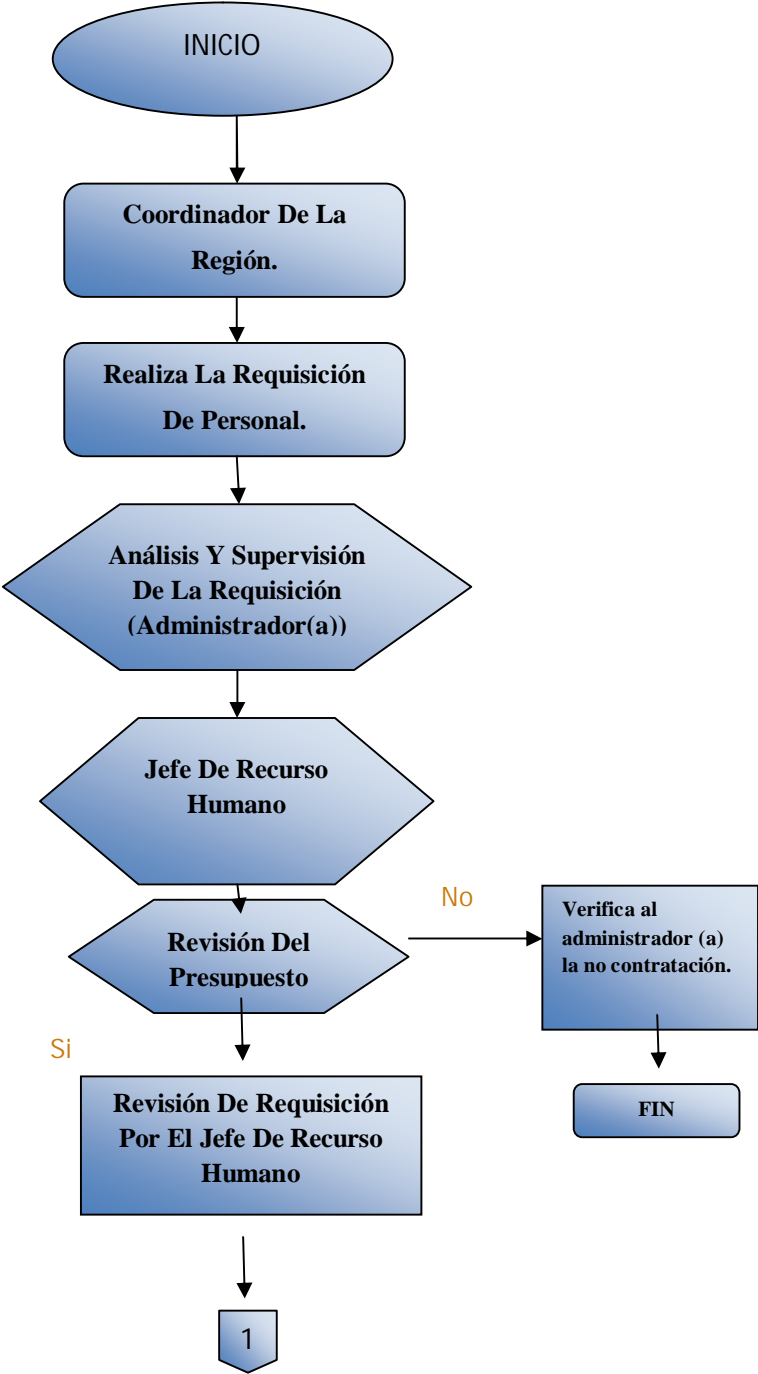 INICIO
Coordinador De La
Región.
Realiza La Requisición
De Personal.
Análisis Y Supervisión
De La Requisición
(Administrador(a))
Jefe De Recurso
Humano
Revisión Del
Presupuesto
No
Verifica al
administrador (a)
la no contratación.
FIN
Si
Revisión De Requisición
Por El Jefe De Recurso
Humano
1